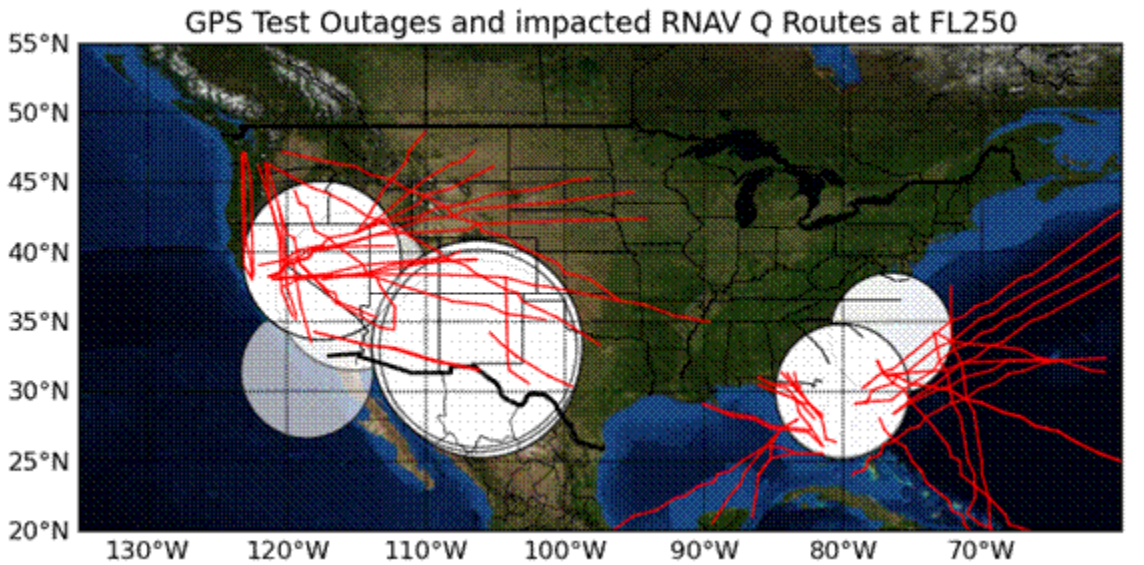 GPS Test Outages and impacted RNAV Q Routes at FL250
55°N
50°N
45°N
40°N
35°N
30°N
25°N
20°N
130°W 120°W 110°W 100°W 90°W 80°W 70°W